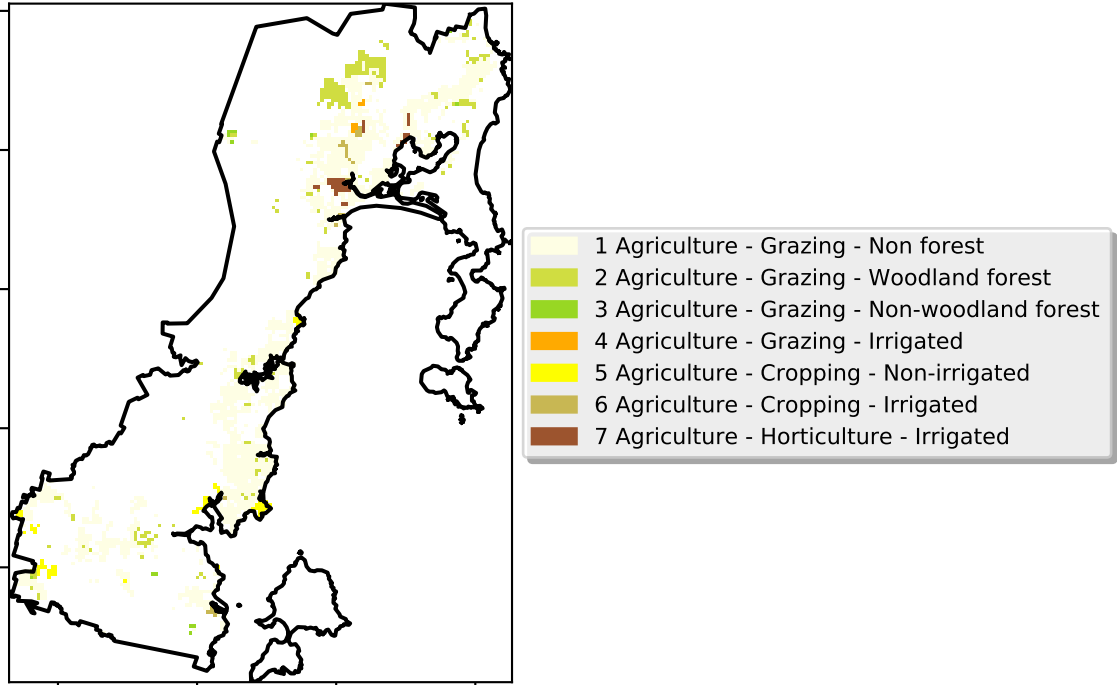 1 Agriculture - Grazing - Non forest
2 Agriculture - Grazing - Woodland forest
3 Agriculture - Grazing - Non-woodland forest
4 Agriculture - Grazing - Irrigated
5 Agriculture - Cropping - Non-irrigated
6 Agriculture - Cropping - Irrigated
7 Agriculture - Horticulture - Irrigated